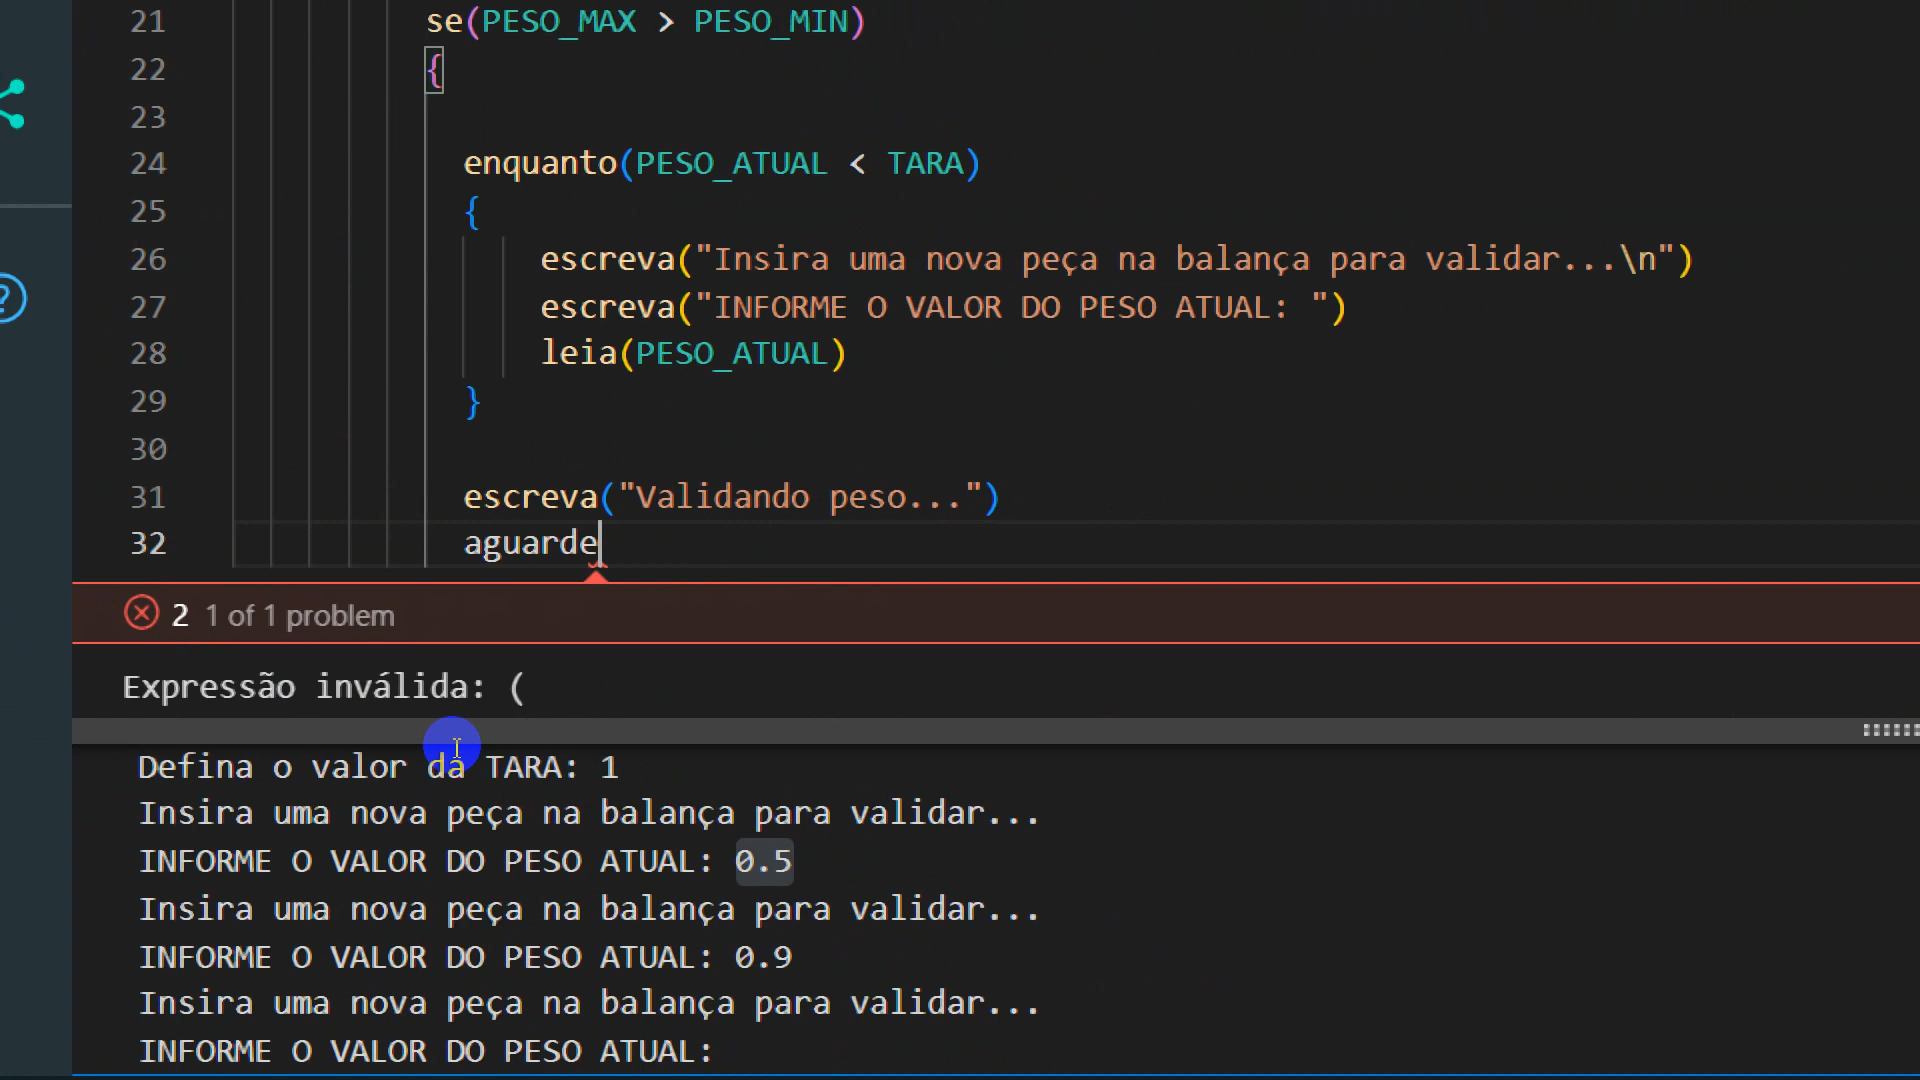 21 se(PESO_MAX > PESO_MIN)
22 {
23
24 enquanto(PESO_ATUAL < TARA)
25 {
26 escreva("Insira uma nova peça na balança para validar...\n")
27 escreva("INFORME O VALOR DO PESO ATUAL: ")
28 leia(PESO_ATUAL)
29 }
30
31 escreva("Validando peso...")
32 aguarde
2 1 of 1 problem
Expressão inválida: (
Defina o valor da TARA: 1
Insira uma nova peça na balança para validar...
INFORME O VALOR DO PESO ATUAL: 0.5
Insira uma nova peça na balança para validar...
INFORME O VALOR DO PESO ATUAL: 0.9
Insira uma nova peça na balança para validar...
INFORME O VALOR DO PESO ATUAL: